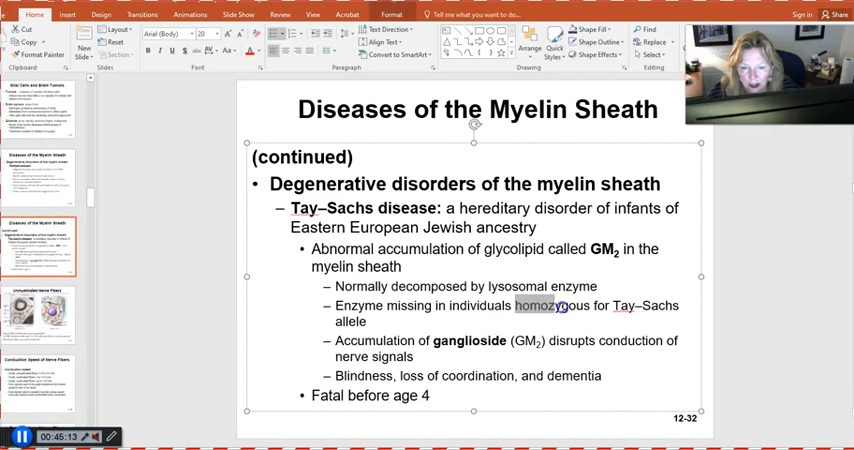 Home Insert Design Transitions Animations Slide Show Review View Acrobat Format Tell me what you want to do... Sign in Share
Cut
Copy
Format Painter
Clipboard
New
Slide
Layout
Reset
Section
Slides
Arial (Body) 20
B I U S
Font
Text Direction
Align Text
Convert to SmartArt
Paragraph
Arrange
Quick
Styles
Shape Fill
Shape Outline
Shape Effects
Drawing
Find
Replace
Select
Editing
Glial Cells and Brain Tumors
Diseases of the Myelin Sheath
Diseases of the Myelin Sheath
Unmyelinated Nerve Fibers
Conduction Speed of Nerve Fibers
Diseases of the Myelin Sheath
(continued)
• Degenerative disorders of the myelin sheath
– Tay–Sachs disease: a hereditary disorder of infants of
Eastern European Jewish ancestry
• Abnormal accumulation of glycolipid called GM2 in the
myelin sheath
– Normally decomposed by lysosomal enzyme
– Enzyme missing in individuals homozygous for Tay–Sachs
allele
– Accumulation of ganglioside (GM2) disrupts conduction of
nerve signals
– Blindness, loss of coordination, and dementia
• Fatal before age 4
12-32
00:45:13